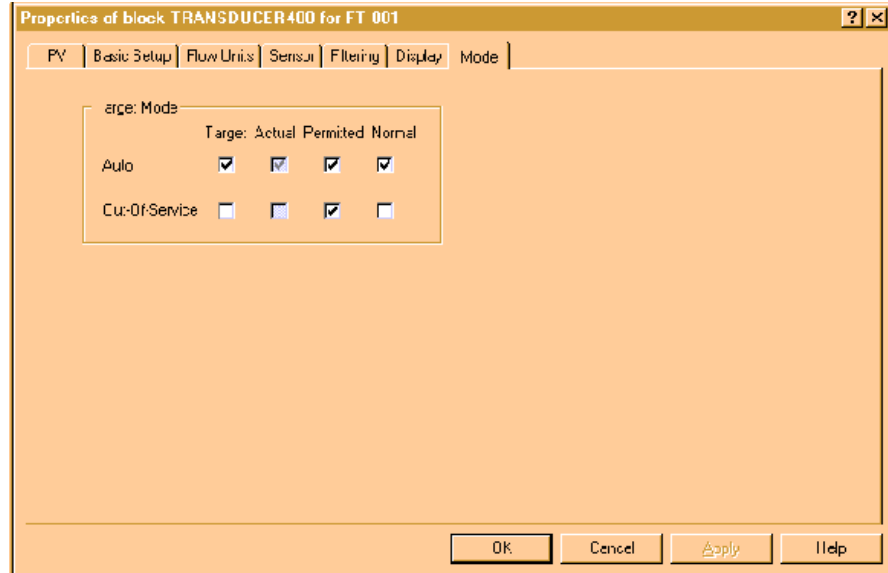 Properties of block TRANSDUCER400 for FT 001
PV Basic Setup Flow Units Sensor Filtering Display Mode
Target Mode
Target Actual Permitted Normal
Auto
Out-Of-Service
OK Cancel Apply Help